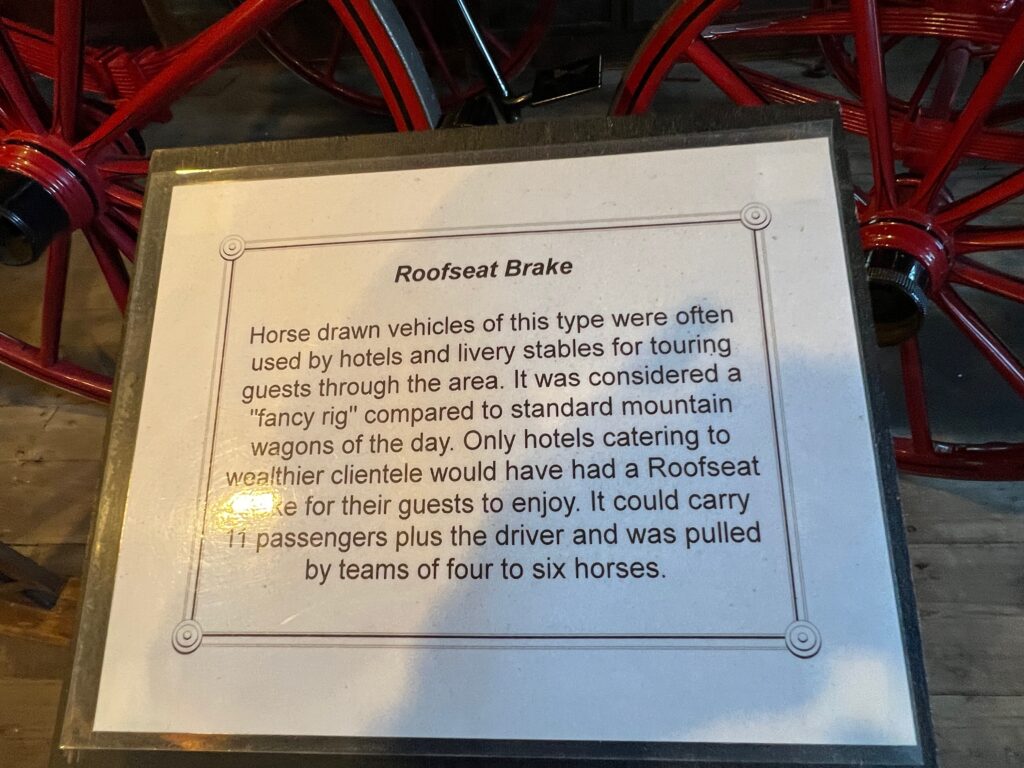 Roofseat Brake
Horse drawn vehicles of this type were often
used by hotels and livery stables for touring
guests through the area. It was considered a
"fancy rig" compared to standard mountain
wagons of the day. Only hotels catering to
wealthier clientele would have had a Roofseat
Brake for their guests to enjoy. It could carry
11 passengers plus the driver and was pulled
by teams of four to six horses.